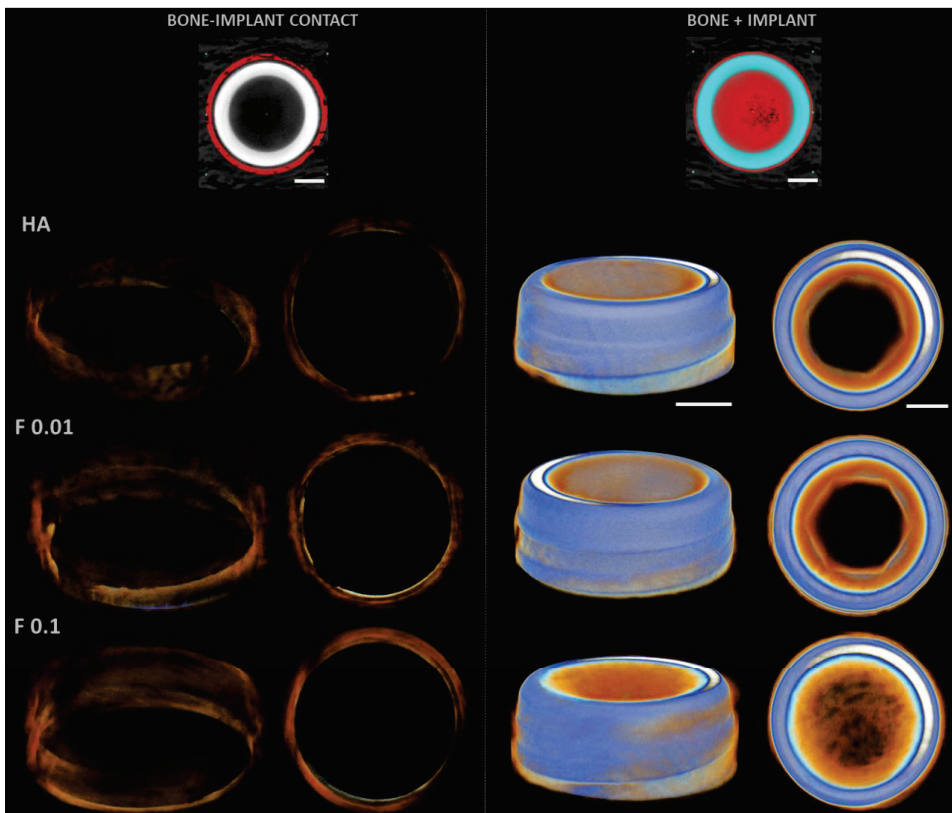 BONE-IMPLANT CONTACT
BONE + IMPLANT
HA
F 0.01
F 0.1